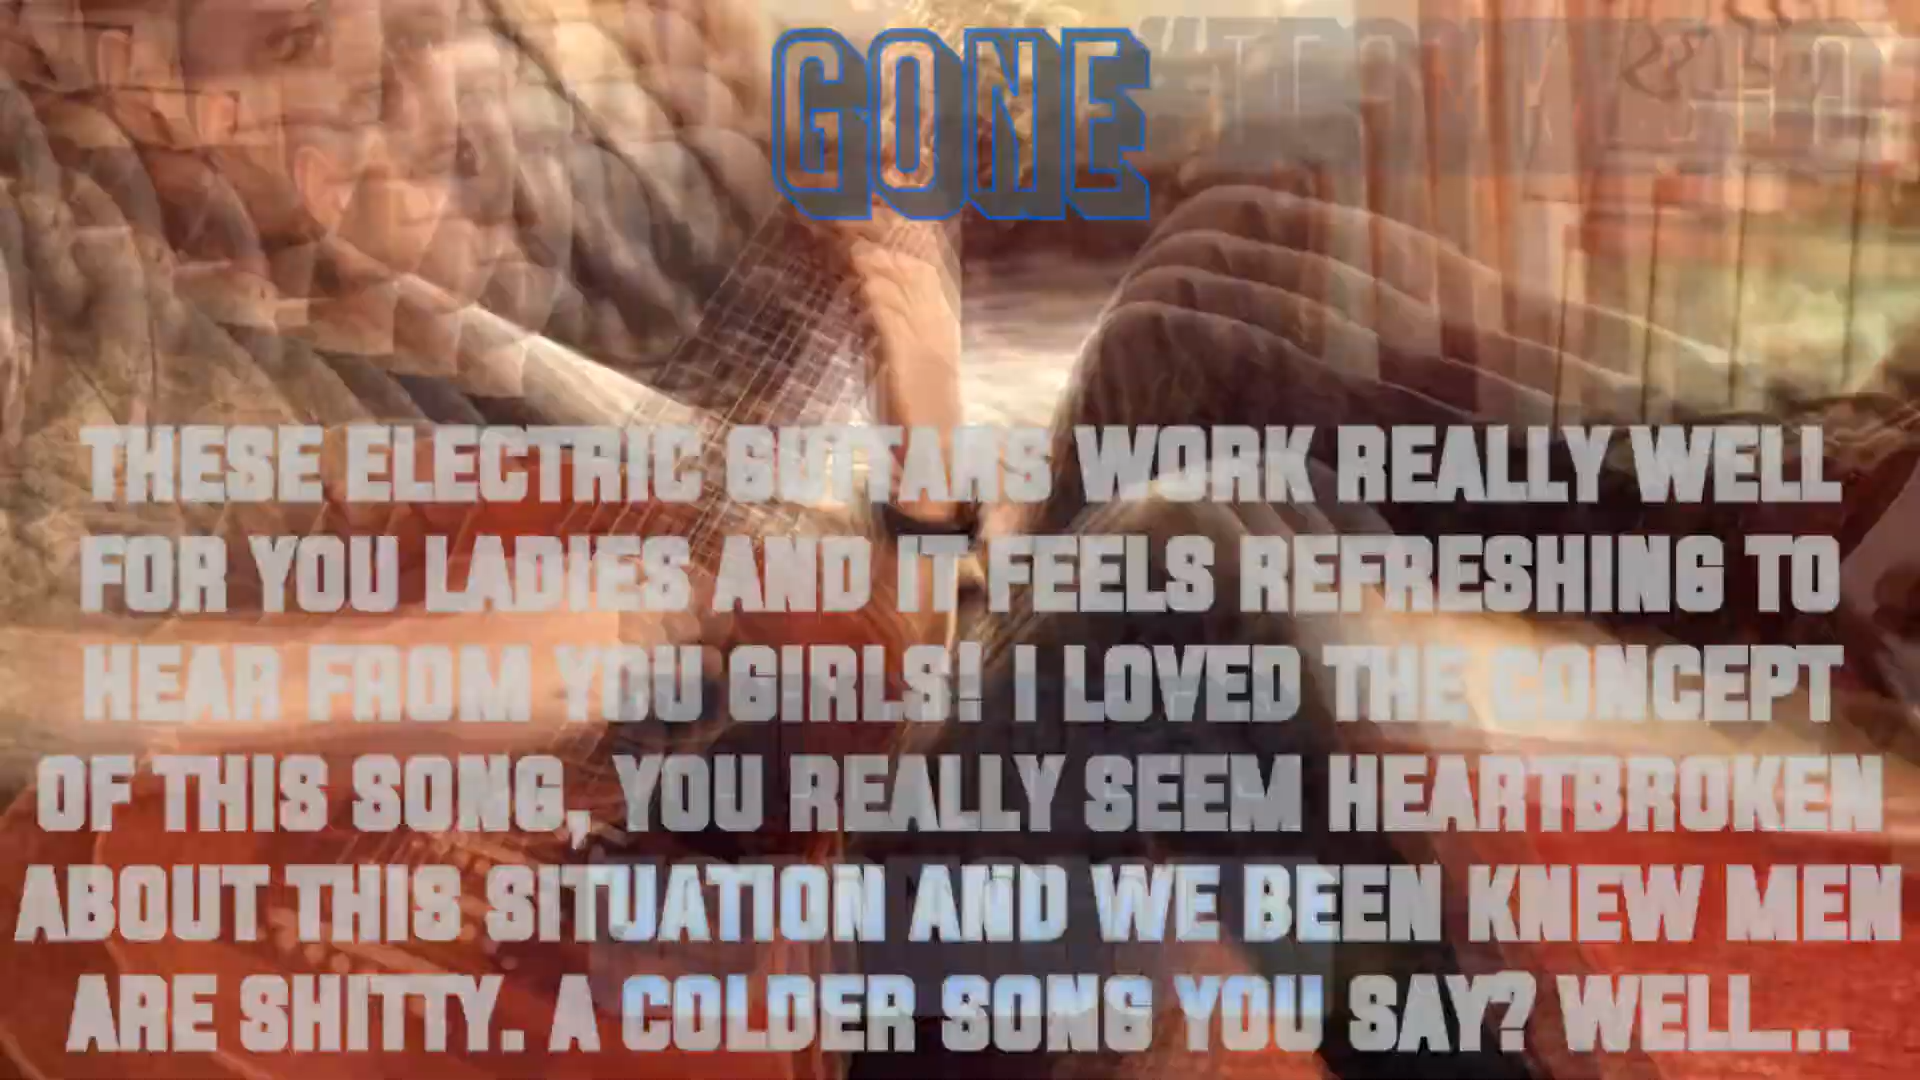 GONE
THESE ELECTRIC GUITARS WORK REALLY WELL
FOR YOU LADIES AND IT FEELS REFRESHING TO
HEAR FROM YOU GIRLS! I LOVED THE CONCEPT
OF THIS SONG, YOU REALLY SEEM HEARTBROKEN
ABOUT THIS SITUATION AND WE BEEN KNEW MEN
ARE SHITTY. A COLDER SONG YOU SAY? WELL...